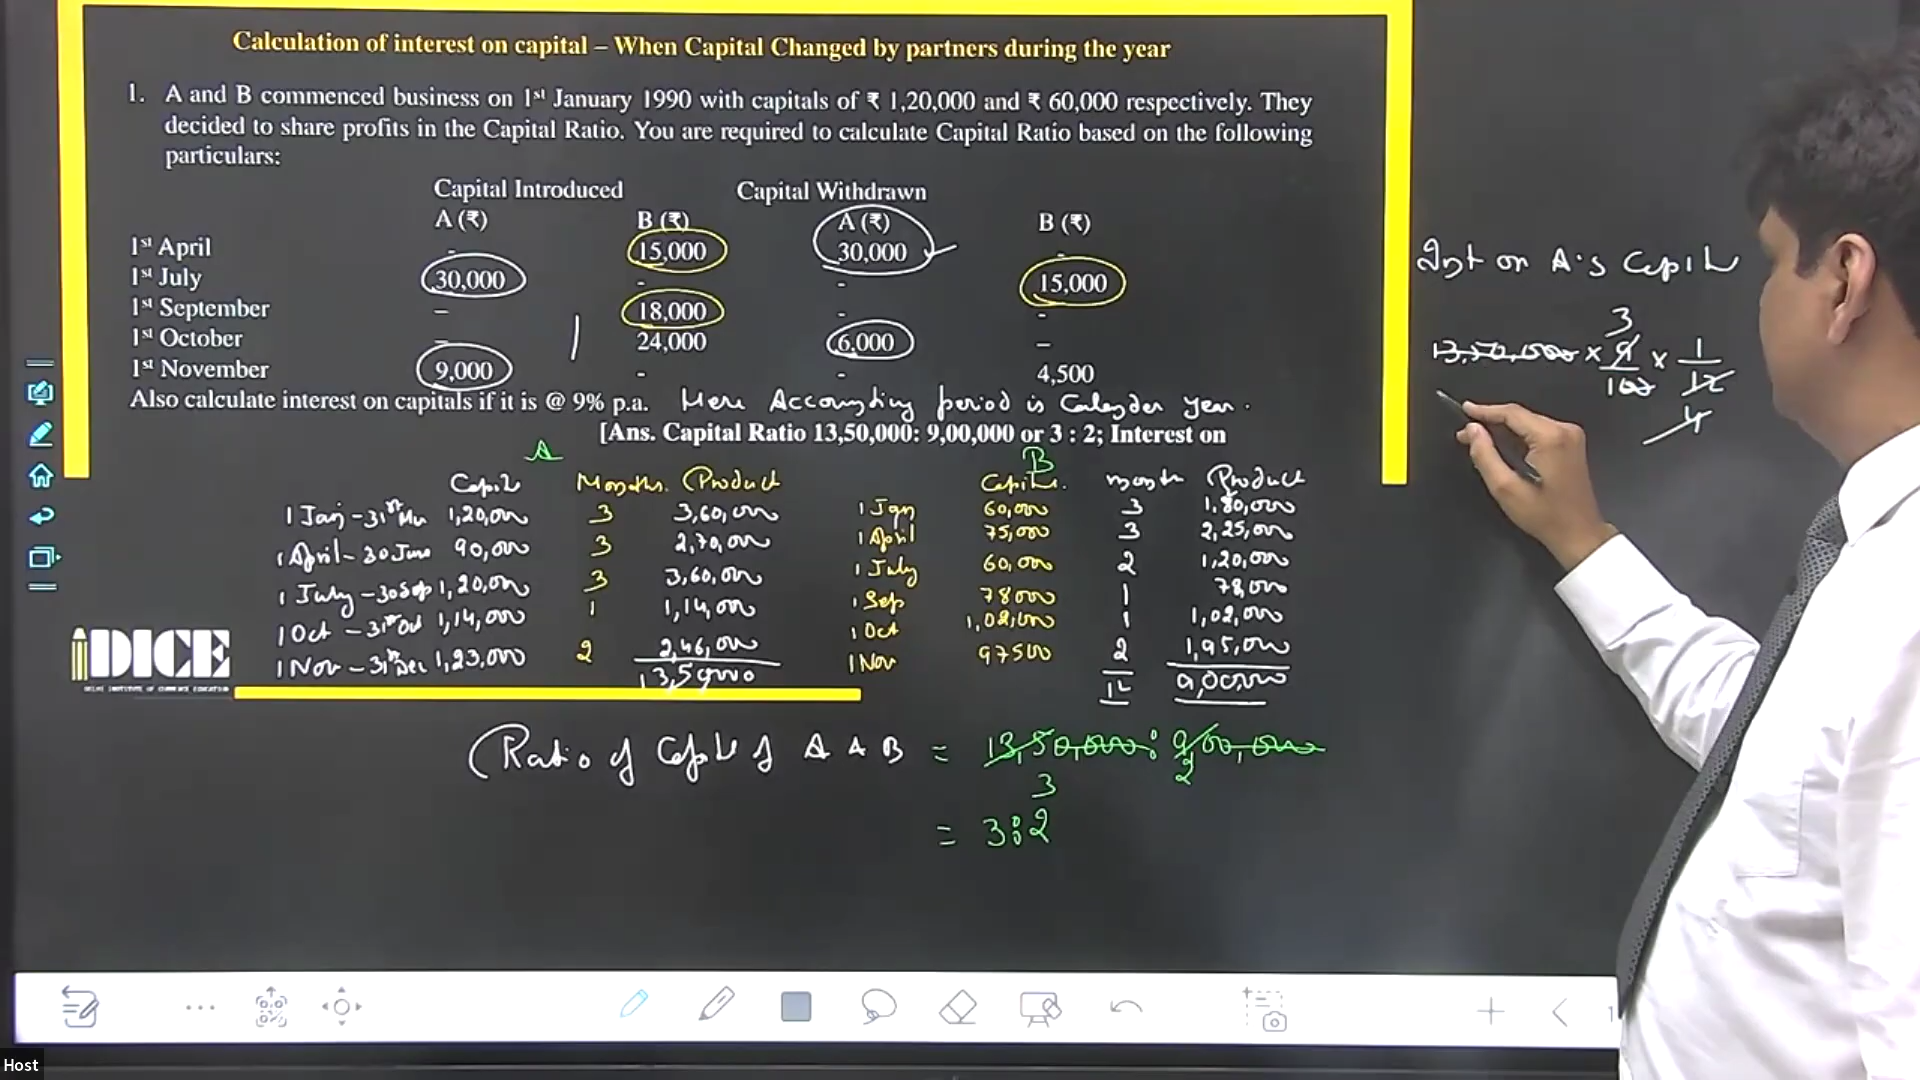 Calculation of interest on capital – When Capital Changed by partners during the year
1. A and B commenced business on 1st January 1990 with capitals of ₹ 1,20,000 and ₹ 60,000 respectively. They
decided to share profits in the Capital Ratio. You are required to calculate Capital Ratio based on the following
particulars:
Capital Introduced Capital Withdrawn
A (₹) B (₹) A (₹) B (₹)
1st April - 15,000 30,000 -
1st July 30,000 - - 15,000
1st September – 18,000 - -
1st October – 24,000 6,000 –
1st November 9,000 - - 4,500
Also calculate interest on capitals if it is @ 9% p.a. Here Accounting period is Calender year.
[Ans. Capital Ratio 13,50,000: 9,00,000 or 3 : 2; Interest on
A B
Capital Months. Product Capital. month Product
1 Jan - 31st Mar 1,20,000 3 3,60,000 1 Jan 60,000 3 1,80,000
1 April - 30 June 90,000 3 2,70,000 1 April 75,000 3 2,25,000
1 July - 30 Sep 1,20,000 3 3,60,000 1 July 60,000 2 1,20,000
1 Oct - 31st Oct 1,14,000 1 1,14,000 1 Sep 78000 1 78,000
1 Nov - 31st Dec 1,23,000 2 2,46,000 1 Oct 1,02,000 1 1,02,000
1 Nov 97500 2 1,95,000
13,50,000 12 9,00,000
DICE
Ratio of Capital of A & B = 13,50,000 : 9,00,000
3 2
= 3:2
Int on A's Capital
3
13,50,000 × 9/100 × 1/12
4
Host